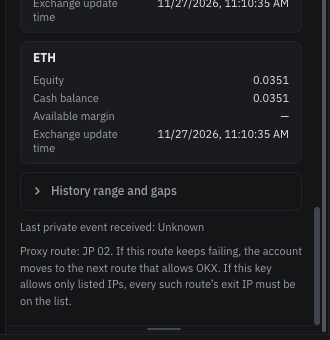 Exchange update 11/27/2026, 11:10:35 AM
time
ETH
Equity 0.0351
Cash balance 0.0351
Available margin —
Exchange update 11/27/2026, 11:10:35 AM
time
History range and gaps
Last private event received: Unknown
Proxy route: JP 02. If this route keeps failing, the account
moves to the next route that allows OKX. If this key
allows only listed IPs, every such route's exit IP must be
on the list.